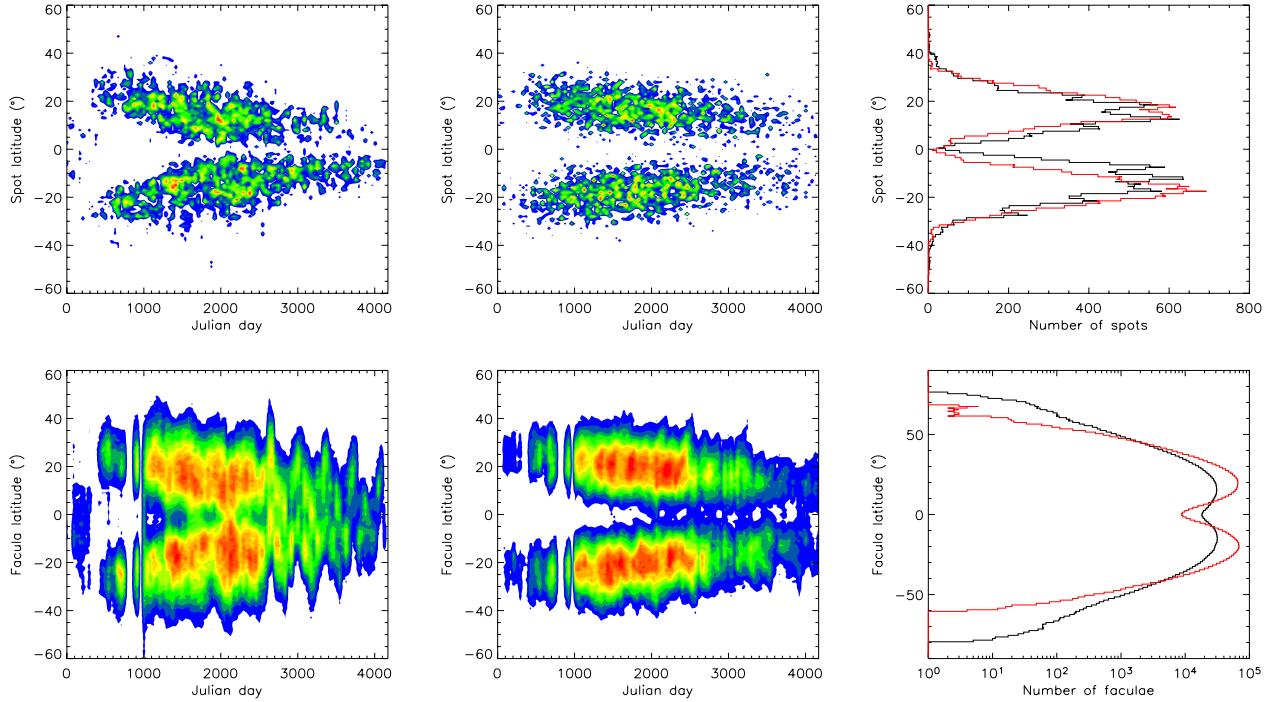 60
40
20
0
−20
−40
−60
Spot latitude (°)
0 1000 2000 3000 4000
Julian day
60
40
20
0
−20
−40
−60
Spot latitude (°)
0 1000 2000 3000 4000
Julian day
60
40
20
0
−20
−40
−60
Spot latitude (°)
0 200 400 600 800
Number of spots
60
40
20
0
−20
−40
−60
Facula latitude (°)
0 1000 2000 3000 4000
Julian day
60
40
20
0
−20
−40
−60
Facula latitude (°)
0 1000 2000 3000 4000
Julian day
50
0
−50
Facula latitude (°)
10^0 10^1 10^2 10^3 10^4 10^5
Number of faculae